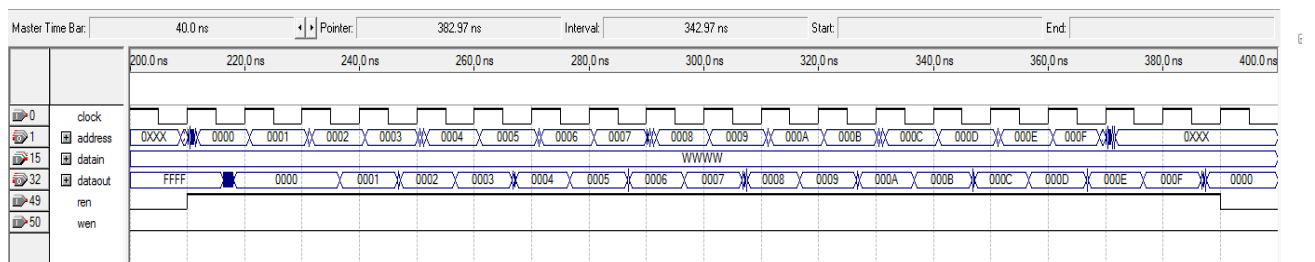 Master Time Bar: 40.0 ns Pointer: 382.97 ns Interval: 342.97 ns Start: End:
200.0 ns 220.0 ns 240.0 ns 260.0 ns 280.0 ns 300.0 ns 320.0 ns 340.0 ns 360.0 ns 380.0 ns 400.0 ns
0 clock
1 address 0XXX 0000 0001 0002 0003 0004 0005 0006 0007 0008 0009 000A 000B 000C 000D 000E 000F 0XXX
15 datain WWWW
32 dataout FFFF 0000 0001 0002 0003 0004 0005 0006 0007 0008 0009 000A 000B 000C 000D 000E 000F 0000
49 ren
50 wen